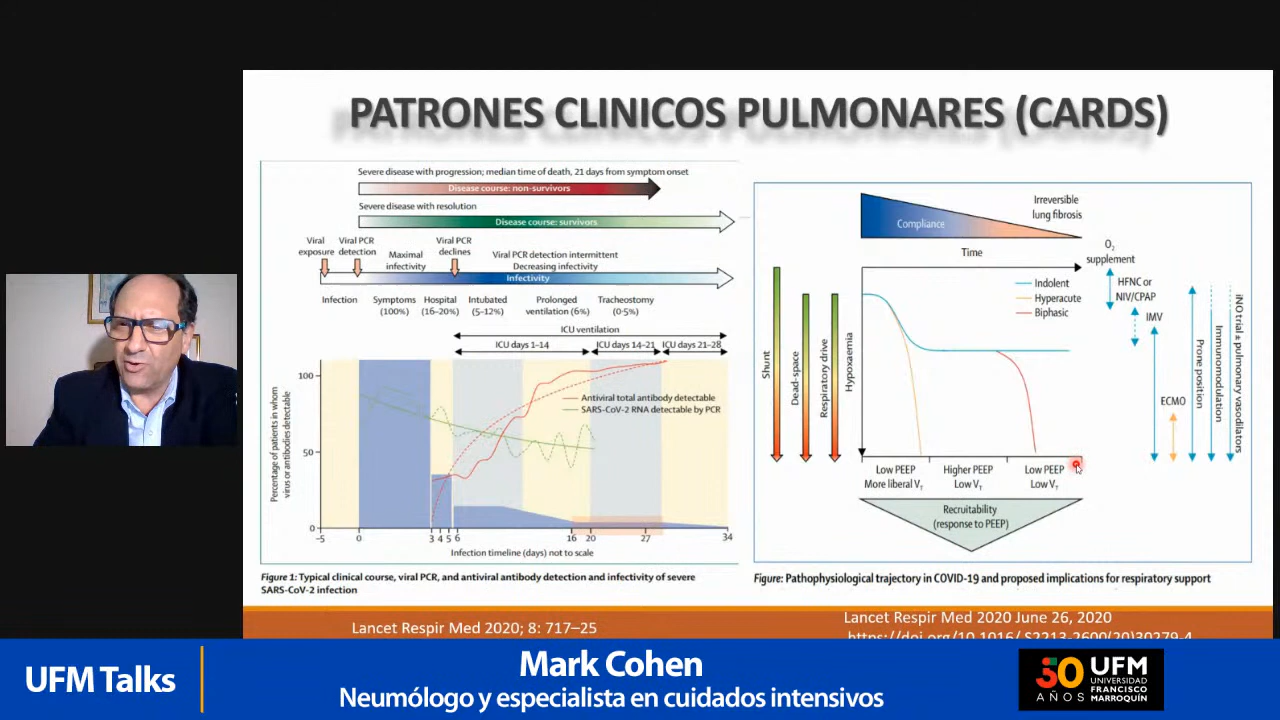 PATRONES CLINICOS PULMONARES (CARDS)
Severe disease with progression; median time of death, 21 days from symptom onset
Disease course: non-survivors
Severe disease with resolution
Disease course: survivors
Viral exposure
Viral PCR detection
Maximal infectivity
Viral PCR declines
Viral PCR detection intermittent
Decreasing infectivity
Infectivity
Infection
Symptoms (100%)
Hospital (16–20%)
Intubated (5–12%)
Prolonged ventilation (6%)
Tracheostomy (0·5%)
ICU ventilation
ICU days 1–14
ICU days 14–21
ICU days 21–28
Percentage of patients in whom virus or antibodies detectable
100
50
0
Antiviral total antibody detectable
SARS-CoV-2 RNA detectable by PCR
–5 0 3 4 5 6 16 20 27 34
Infection timeline (days) not to scale
Figure 1: Typical clinical course, viral PCR, and antiviral antibody detection and infectivity of severe
SARS-CoV-2 infection
Compliance
Irreversible
lung fibrosis
Time
Indolent
Hyperacute
Biphasic
Shunt
Dead-space
Respiratory drive
Hypoxaemia
O2
supplement
HFNC or
NIV/CPAP
IMV
ECMO
Prone position
Immunomodulation
iNO trial ± pulmonary vasodilators
Low PEEP
More liberal VT
Higher PEEP
Low VT
Low PEEP
Low VT
Recruitability
(response to PEEP)
Figure: Pathophysiological trajectory in COVID-19 and proposed implications for respiratory support
Lancet Respir Med 2020; 8: 717–25
Lancet Respir Med 2020 June 26, 2020
https://doi.org/10.1016/ S2213-2600(20)30279-4
UFM Talks
Mark Cohen
Neumólogo y especialista en cuidados intensivos
50
AÑOS
UFM
UNIVERSIDAD
FRANCISCO
MARROQUÍN